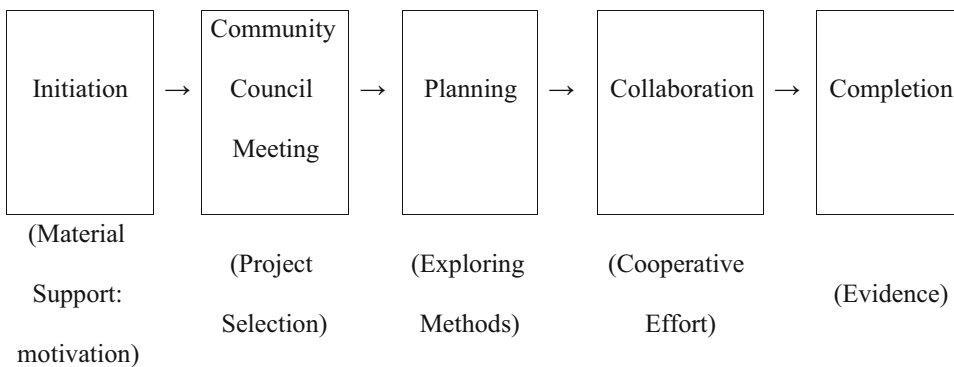 Initiation
→
Community
Council
Meeting
→
Planning
→
Collaboration
→
Completion
(Material
Support:
motivation)
(Project
Selection)
(Exploring
Methods)
(Cooperative
Effort)
(Evidence)